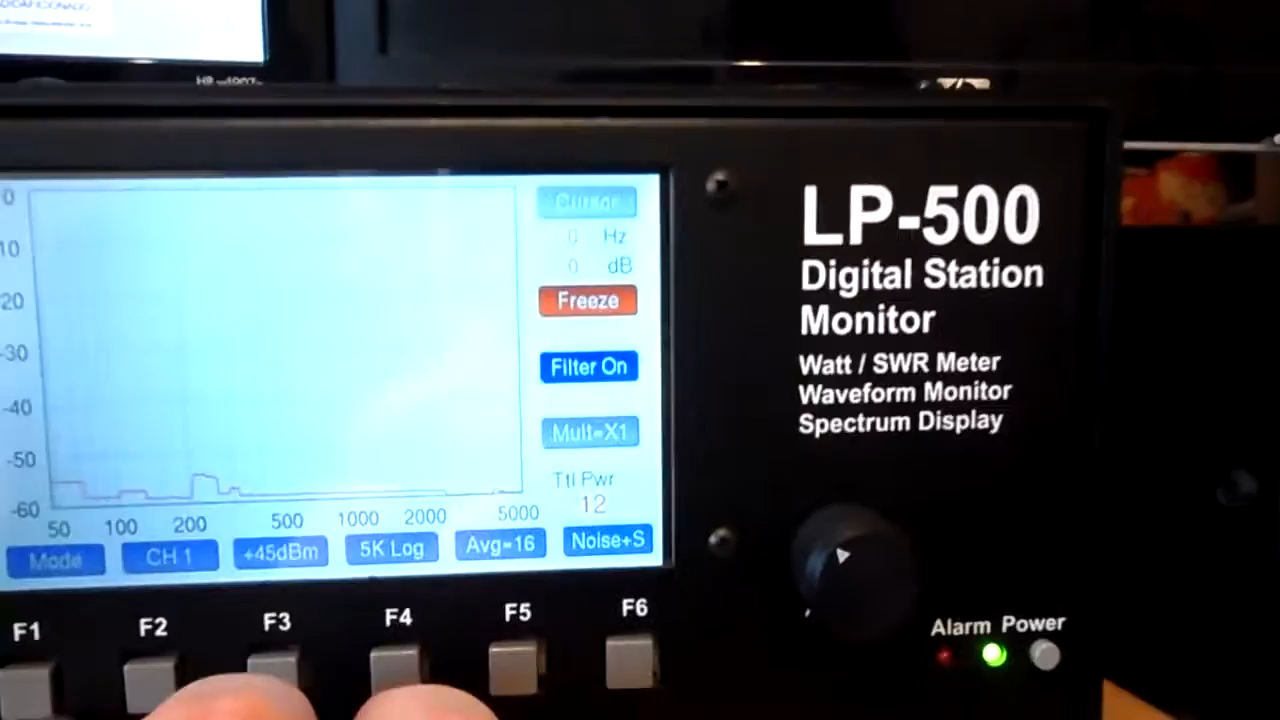 0
10
20
-30
-40
-50
-60
50 100 200 500 1000 2000 5000
Cursor
0 Hz
0 dB
Freeze
Filter On
Mult=X1
Ttl Pwr
12
Mode CH 1 +45dBm 5K Log Avg=16 Noise+S
F1 F2 F3 F4 F5 F6
LP-500
Digital Station
Monitor
Watt / SWR Meter
Waveform Monitor
Spectrum Display
Alarm Power